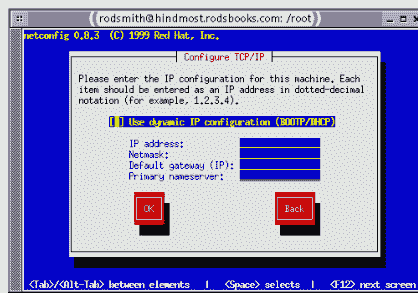 rodsmith@hindmost.rodsbooks.com: /root
netconfig 0.8.3 (C) 1999 Red Hat, Inc.
Configure TCP/IP
Please enter the IP configuration for this machine. Each
item should be entered as an IP address in dotted-decimal
notation (for example, 1.2.3.4).
[ ] Use dynamic IP configuration (BOOTP/DHCP)
IP address:
Netmask:
Default gateway (IP):
Primary nameserver:
OK Back
<Tab>/<Alt-Tab> between elements | <Space> selects | <F12> next screen